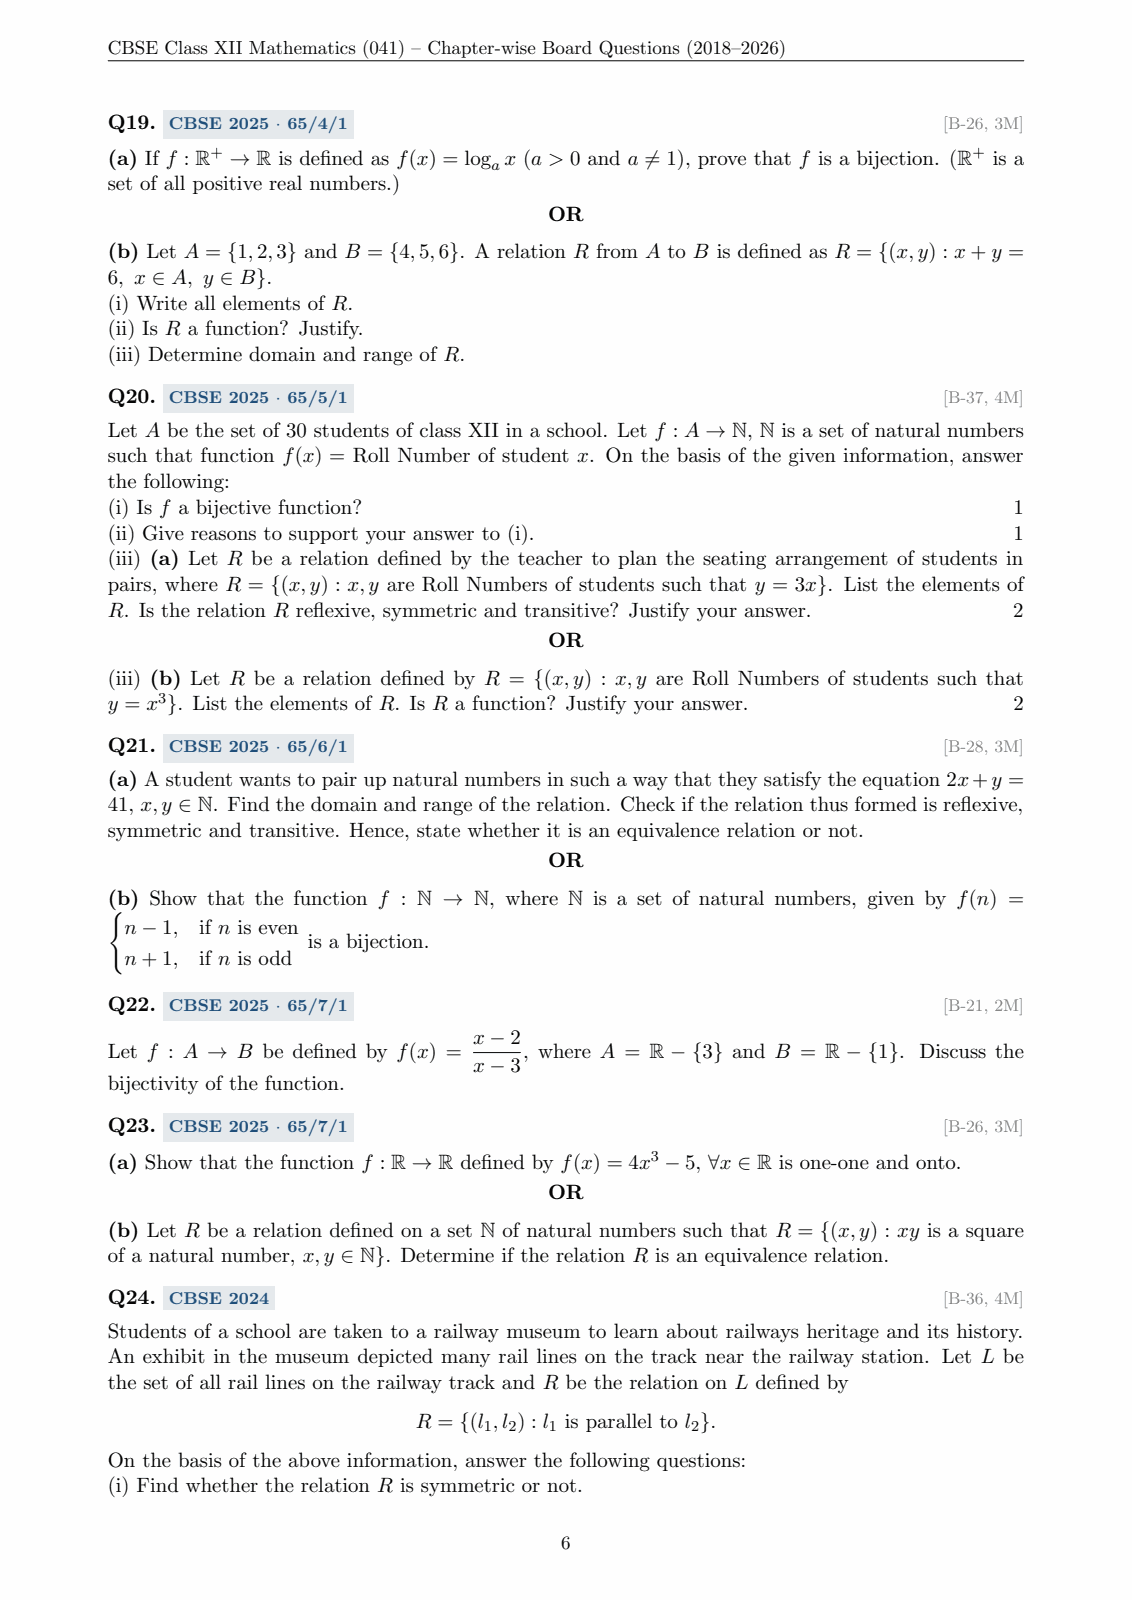 CBSE Class XII Mathematics (041) – Chapter-wise Board Questions (2018–2026)
Q19. CBSE 2025 · 65/4/1 [B-26, 3M]
(a) If f : ℝ⁺ → ℝ is defined as f(x) = logₐ x (a > 0 and a ≠ 1), prove that f is a bijection. (ℝ⁺ is a
set of all positive real numbers.)
OR
(b) Let A = {1, 2, 3} and B = {4, 5, 6}. A relation R from A to B is defined as R = {(x, y) : x + y =
6, x ∈ A, y ∈ B}.
(i) Write all elements of R.
(ii) Is R a function? Justify.
(iii) Determine domain and range of R.
Q20. CBSE 2025 · 65/5/1 [B-37, 4M]
Let A be the set of 30 students of class XII in a school. Let f : A → ℕ, ℕ is a set of natural numbers
such that function f(x) = Roll Number of student x. On the basis of the given information, answer
the following:
(i) Is f a bijective function? 1
(ii) Give reasons to support your answer to (i). 1
(iii) (a) Let R be a relation defined by the teacher to plan the seating arrangement of students in
pairs, where R = {(x, y) : x, y are Roll Numbers of students such that y = 3x}. List the elements of
R. Is the relation R reflexive, symmetric and transitive? Justify your answer. 2
OR
(iii) (b) Let R be a relation defined by R = {(x, y) : x, y are Roll Numbers of students such that
y = x³}. List the elements of R. Is R a function? Justify your answer. 2
Q21. CBSE 2025 · 65/6/1 [B-28, 3M]
(a) A student wants to pair up natural numbers in such a way that they satisfy the equation 2x + y =
41, x, y ∈ ℕ. Find the domain and range of the relation. Check if the relation thus formed is reflexive,
symmetric and transitive. Hence, state whether it is an equivalence relation or not.
OR
(b) Show that the function f : ℕ → ℕ, where ℕ is a set of natural numbers, given by f(n) =
{ n − 1, if n is even
n + 1, if n is odd is a bijection.
Q22. CBSE 2025 · 65/7/1 [B-21, 2M]
Let f : A → B be defined by f(x) = (x − 2)/(x − 3), where A = ℝ − {3} and B = ℝ − {1}. Discuss the
bijectivity of the function.
Q23. CBSE 2025 · 65/7/1 [B-26, 3M]
(a) Show that the function f : ℝ → ℝ defined by f(x) = 4x³ − 5, ∀x ∈ ℝ is one-one and onto.
OR
(b) Let R be a relation defined on a set ℕ of natural numbers such that R = {(x, y) : xy is a square
of a natural number, x, y ∈ ℕ}. Determine if the relation R is an equivalence relation.
Q24. CBSE 2024 [B-36, 4M]
Students of a school are taken to a railway museum to learn about railways heritage and its history.
An exhibit in the museum depicted many rail lines on the track near the railway station. Let L be
the set of all rail lines on the railway track and R be the relation on L defined by
R = {(l₁, l₂) : l₁ is parallel to l₂}.
On the basis of the above information, answer the following questions:
(i) Find whether the relation R is symmetric or not.
6